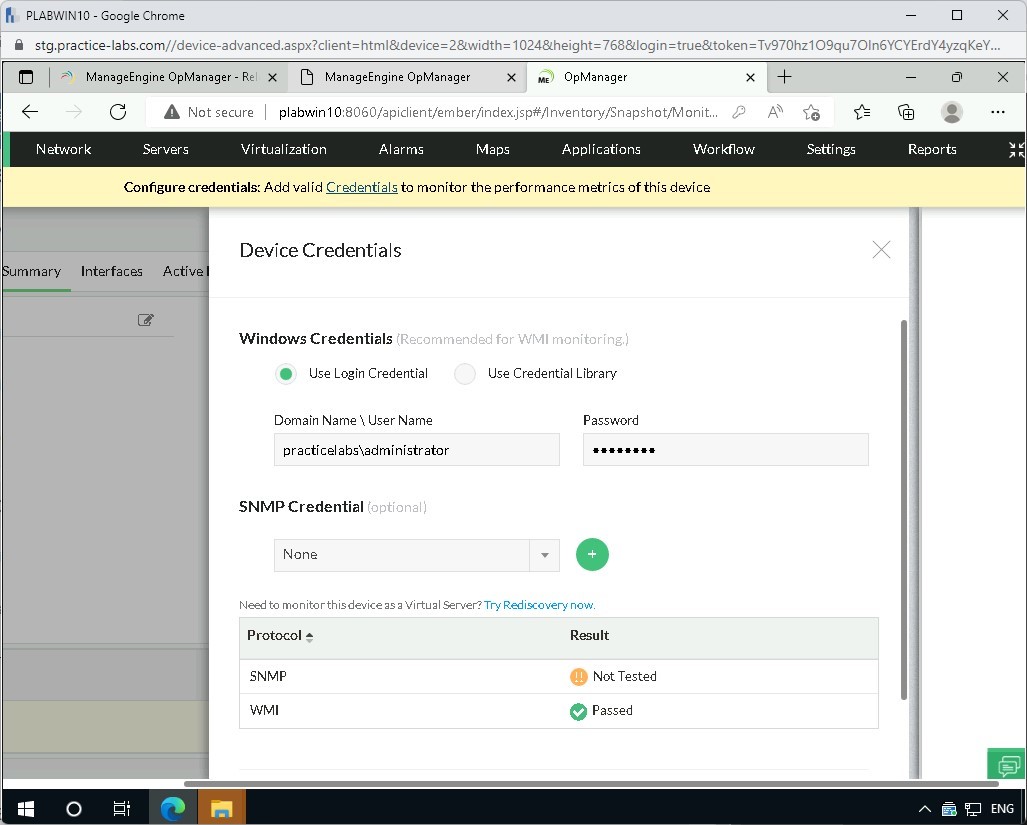 PLABWIN10 - Google Chrome
stg.practice-labs.com//device-advanced.aspx?client=html&device=2&width=1024&height=768&login=true&token=Tv970hz1O9qu7OIn6YCYErdY4yzqKeY...
ManageEngine OpManager - Rel
ManageEngine OpManager
ME
OpManager
Not secure
plabwin10:8060/apiclient/ember/index.jsp#/Inventory/Snapshot/Monit...
Network Servers Virtualization Alarms Maps Applications Workflow Settings Reports
Configure credentials: Add valid Credentials to monitor the performance metrics of this device
Summary Interfaces Active
Device Credentials
Windows Credentials (Recommended for WMI monitoring.)
Use Login Credential Use Credential Library
Domain Name \ User Name Password
practicelabs\administrator ••••••••
SNMP Credential (optional)
None +
Need to monitor this device as a Virtual Server? Try Rediscovery now.
Protocol Result
SNMP Not Tested
WMI Passed
ENG